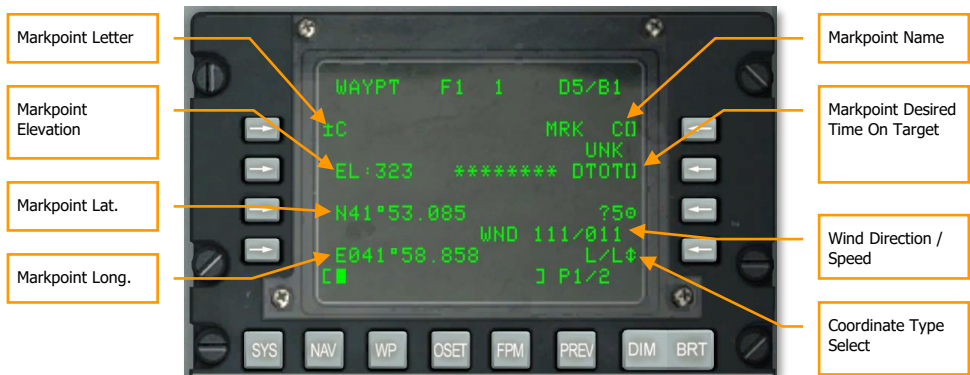 Markpoint Letter
Markpoint
Elevation
Markpoint Lat.
Markpoint Long.
WAYPT F1 1 D5/B1
±C MRK C[]
UNK
EL:323 ******** DTOT[]
N41°53.085 ?5⊙
WND 111/011
E041°58.858 L/L↕
[█ ] P1/2
SYS NAV WP OSET FPM PREV DIM BRT
Markpoint Name
Markpoint Desired
Time On Target
Wind Direction /
Speed
Coordinate Type
Select